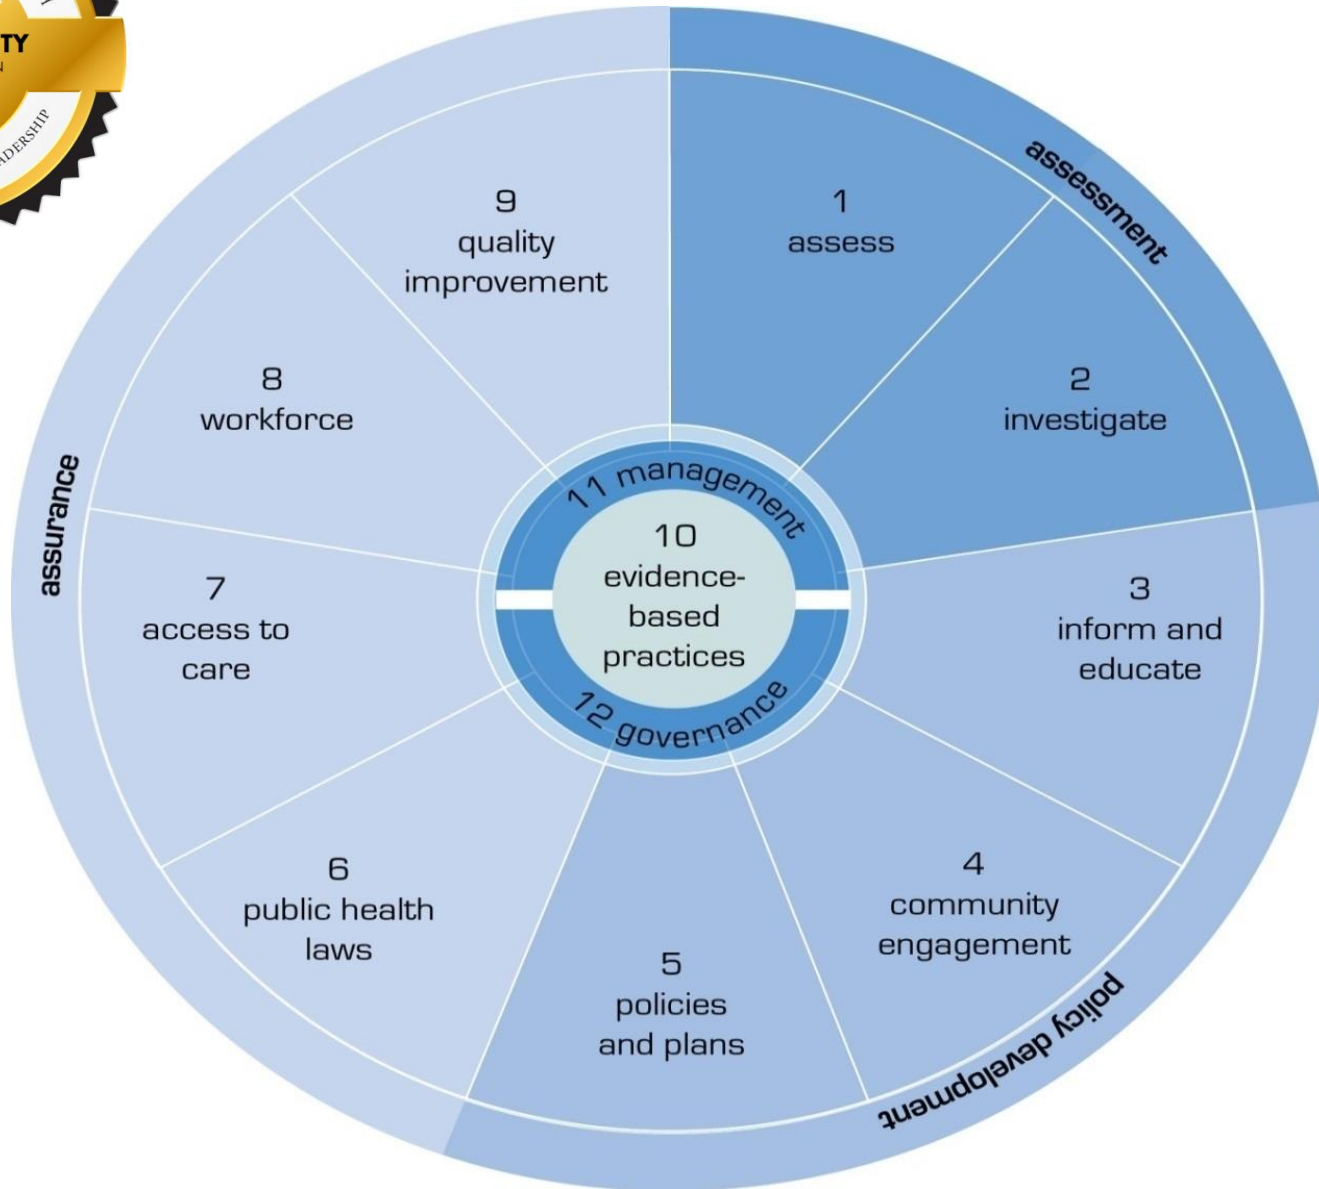 assessment
1
assess
2
investigate
3
inform and
educate
4
community
engagement
policy development
5
policies
and plans
6
public health
laws
7
access to
care
assurance
8
workforce
9
quality
improvement
11 management
10
evidence-
based
practices
12 governance